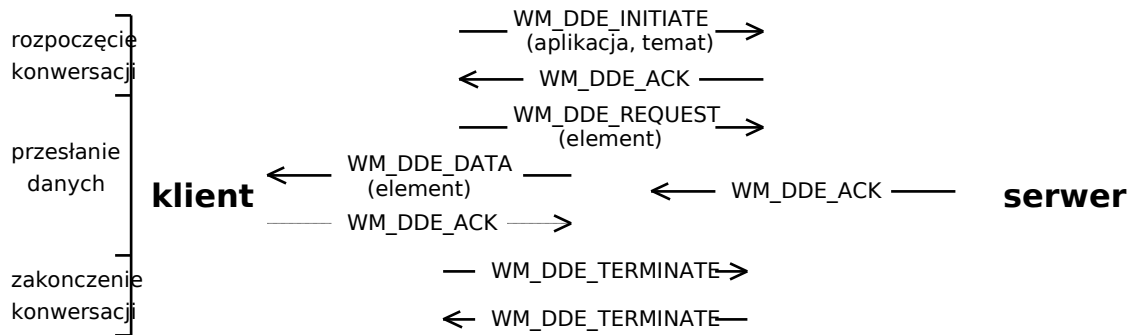 rozpoczęcie
konwersacji
WM_DDE_INITIATE
(aplikacja, temat)
WM_DDE_ACK
przesłanie
danych
WM_DDE_REQUEST
(element)
klient
WM_DDE_DATA
(element)
WM_DDE_ACK
WM_DDE_ACK
serwer
zakonczenie
konwersacji
WM_DDE_TERMINATE
WM_DDE_TERMINATE